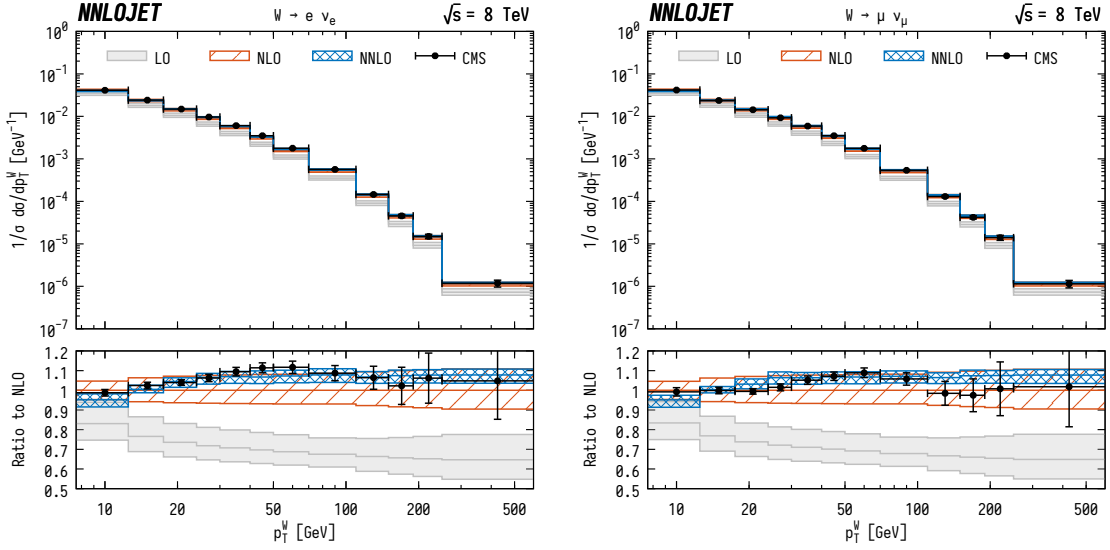 NNLOJET W → e νₑ √s = 8 TeV
LO NLO NNLO CMS
1/σ dσ/dp_T^W [GeV⁻¹]
10⁰
10⁻¹
10⁻²
10⁻³
10⁻⁴
10⁻⁵
10⁻⁶
10⁻⁷
Ratio to NLO
1.2
1.1
1
0.9
0.8
0.7
0.6
0.5
10 20 50 100 200 500
p_T^W [GeV]
NNLOJET W → μ ν_μ √s = 8 TeV
LO NLO NNLO CMS
1/σ dσ/dp_T^W [GeV⁻¹]
10⁰
10⁻¹
10⁻²
10⁻³
10⁻⁴
10⁻⁵
10⁻⁶
10⁻⁷
Ratio to NLO
1.2
1.1
1
0.9
0.8
0.7
0.6
0.5
10 20 50 100 200 500
p_T^W [GeV]